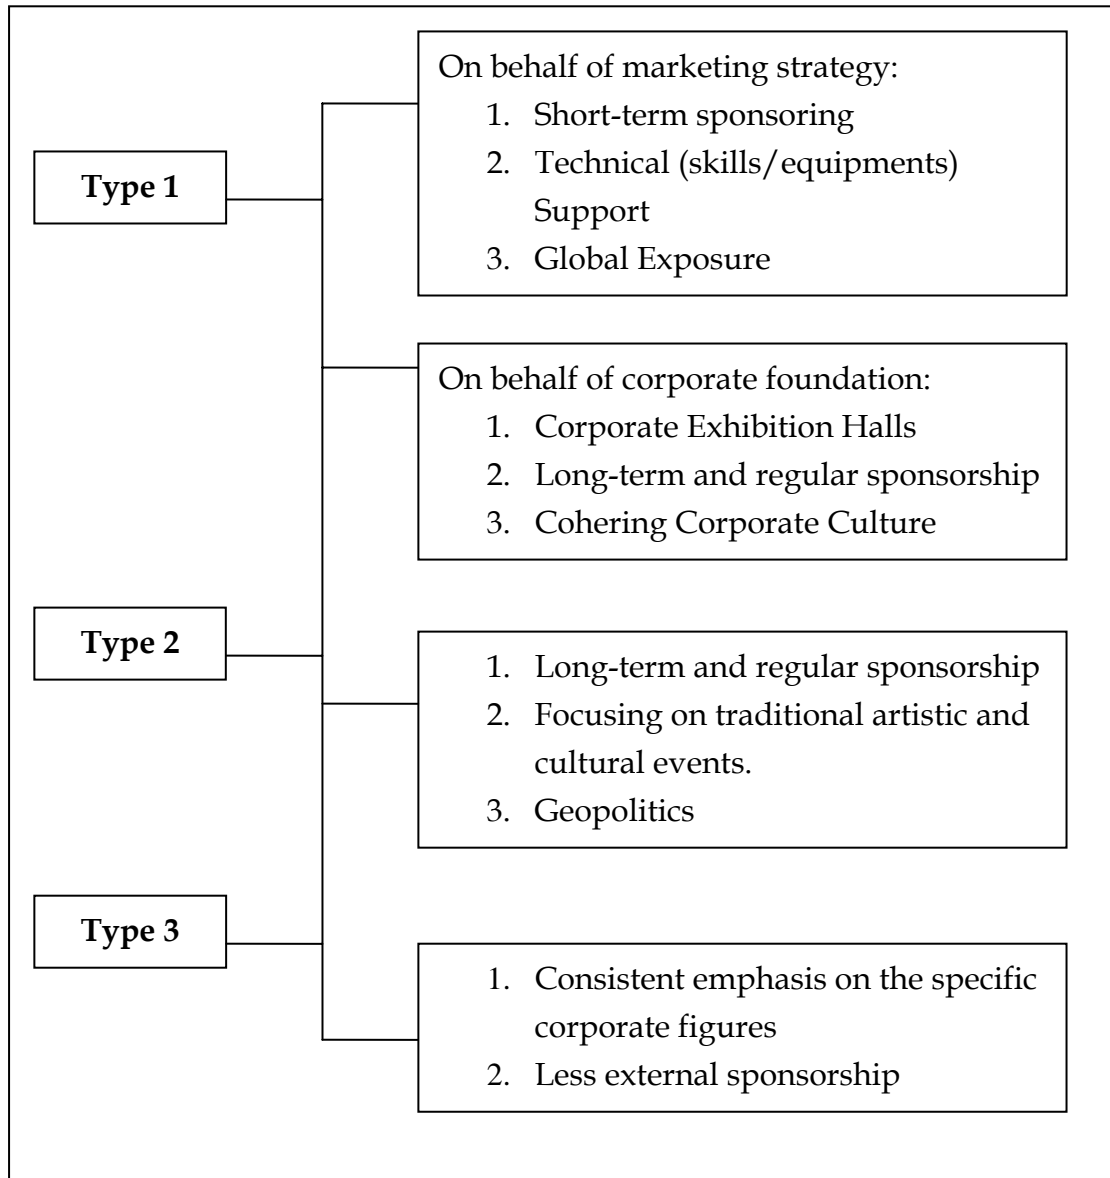 On behalf of marketing strategy:
1. Short-term sponsoring
2. Technical (skills/equipments)
Support
3. Global Exposure
Type 1
On behalf of corporate foundation:
1. Corporate Exhibition Halls
2. Long-term and regular sponsorship
3. Cohering Corporate Culture
Type 2
1. Long-term and regular sponsorship
2. Focusing on traditional artistic and
cultural events.
3. Geopolitics
Type 3
1. Consistent emphasis on the specific
corporate figures
2. Less external sponsorship